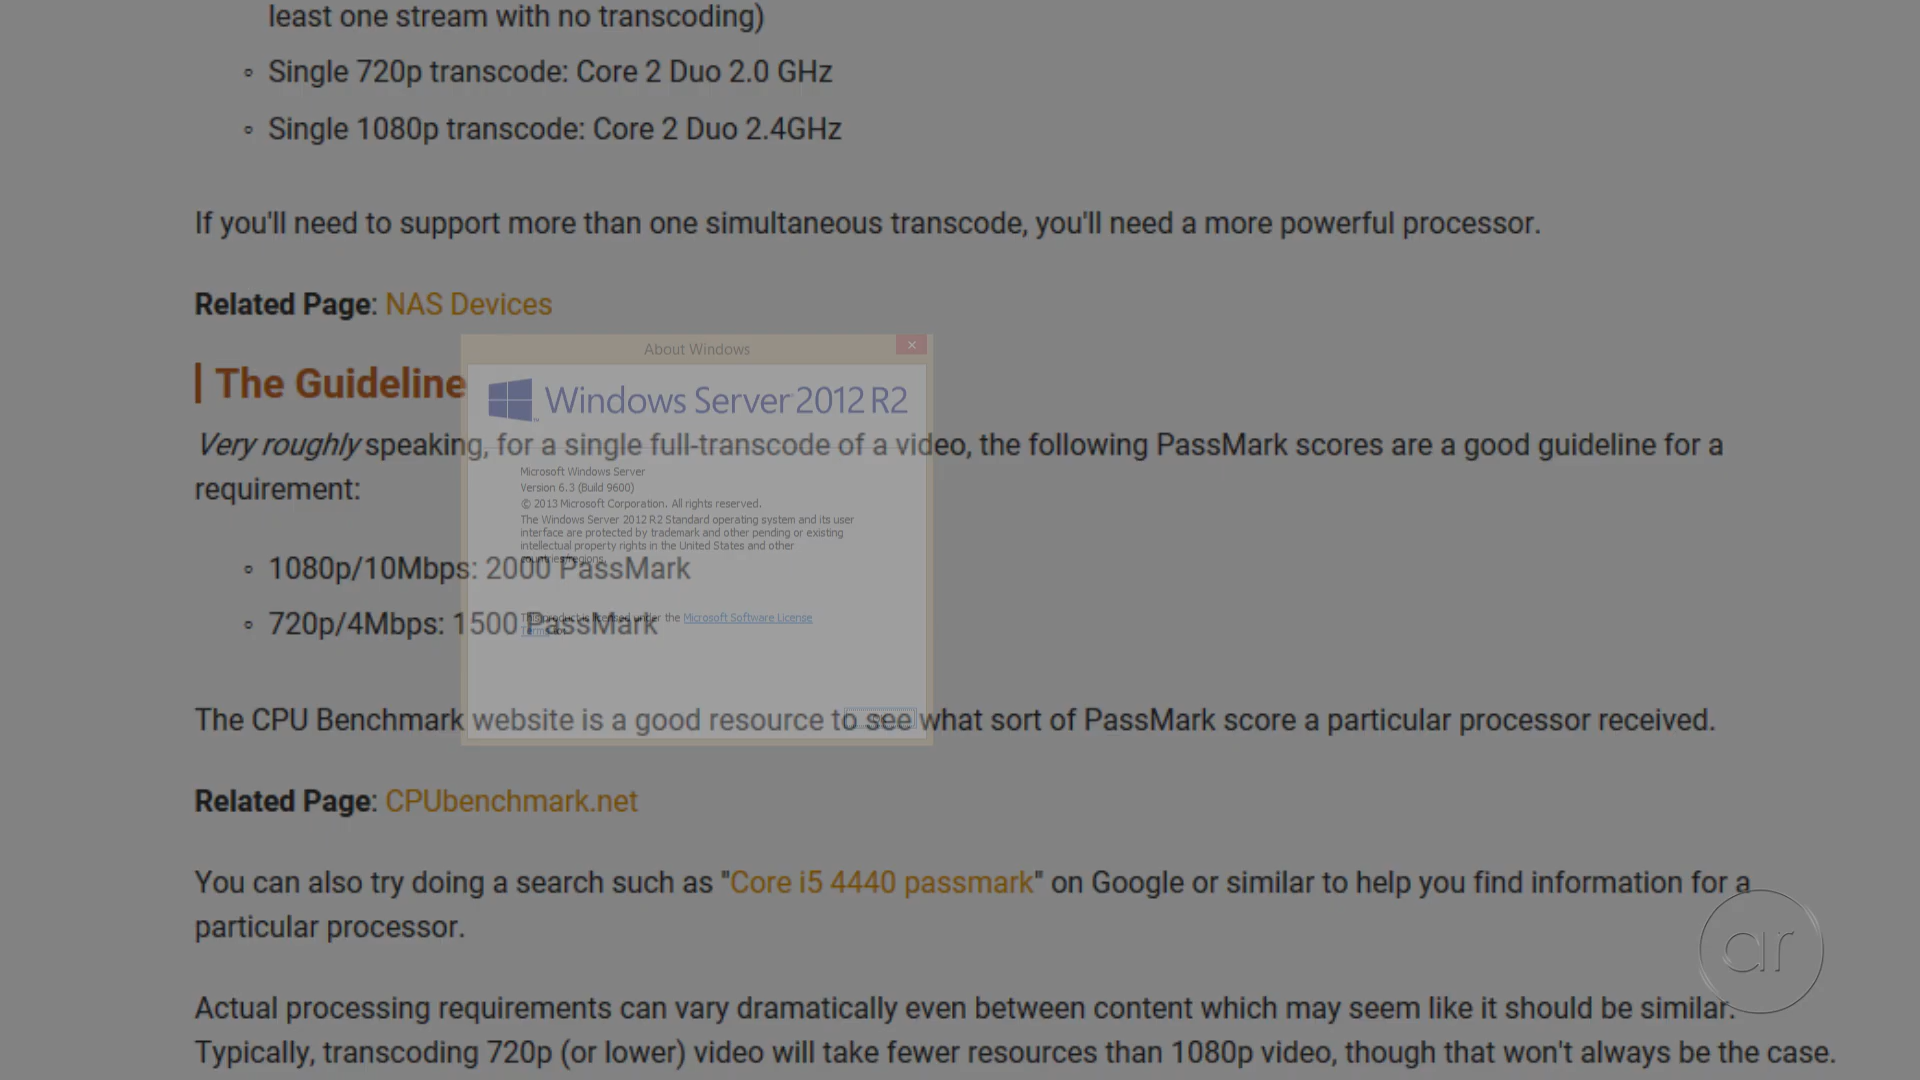 least one stream with no transcoding)
◦ Single 720p transcode: Core 2 Duo 2.0 GHz
◦ Single 1080p transcode: Core 2 Duo 2.4GHz
If you'll need to support more than one simultaneous transcode, you'll need a more powerful processor.
Related Page: NAS Devices
The Guideline
Very roughly speaking, for a single full-transcode of a video, the following PassMark scores are a good guideline for a
requirement:
◦ 1080p/10Mbps: 2000 PassMark
◦ 720p/4Mbps: 1500 PassMark
The CPU Benchmark website is a good resource to see what sort of PassMark score a particular processor received.
Related Page: CPUbenchmark.net
You can also try doing a search such as "Core i5 4440 passmark" on Google or similar to help you find information for a
particular processor.
Actual processing requirements can vary dramatically even between content which may seem like it should be similar.
Typically, transcoding 720p (or lower) video will take fewer resources than 1080p video, though that won't always be the case.
About Windows
Windows Server 2012 R2
Microsoft Windows Server
Version 6.3 (Build 9600)
© 2013 Microsoft Corporation. All rights reserved.
The Windows Server 2012 R2 Standard operating system and its user
interface are protected by trademark and other pending or existing
intellectual property rights in the United States and other
countries/regions.
This product is licensed under the Microsoft Software License
Terms
ar